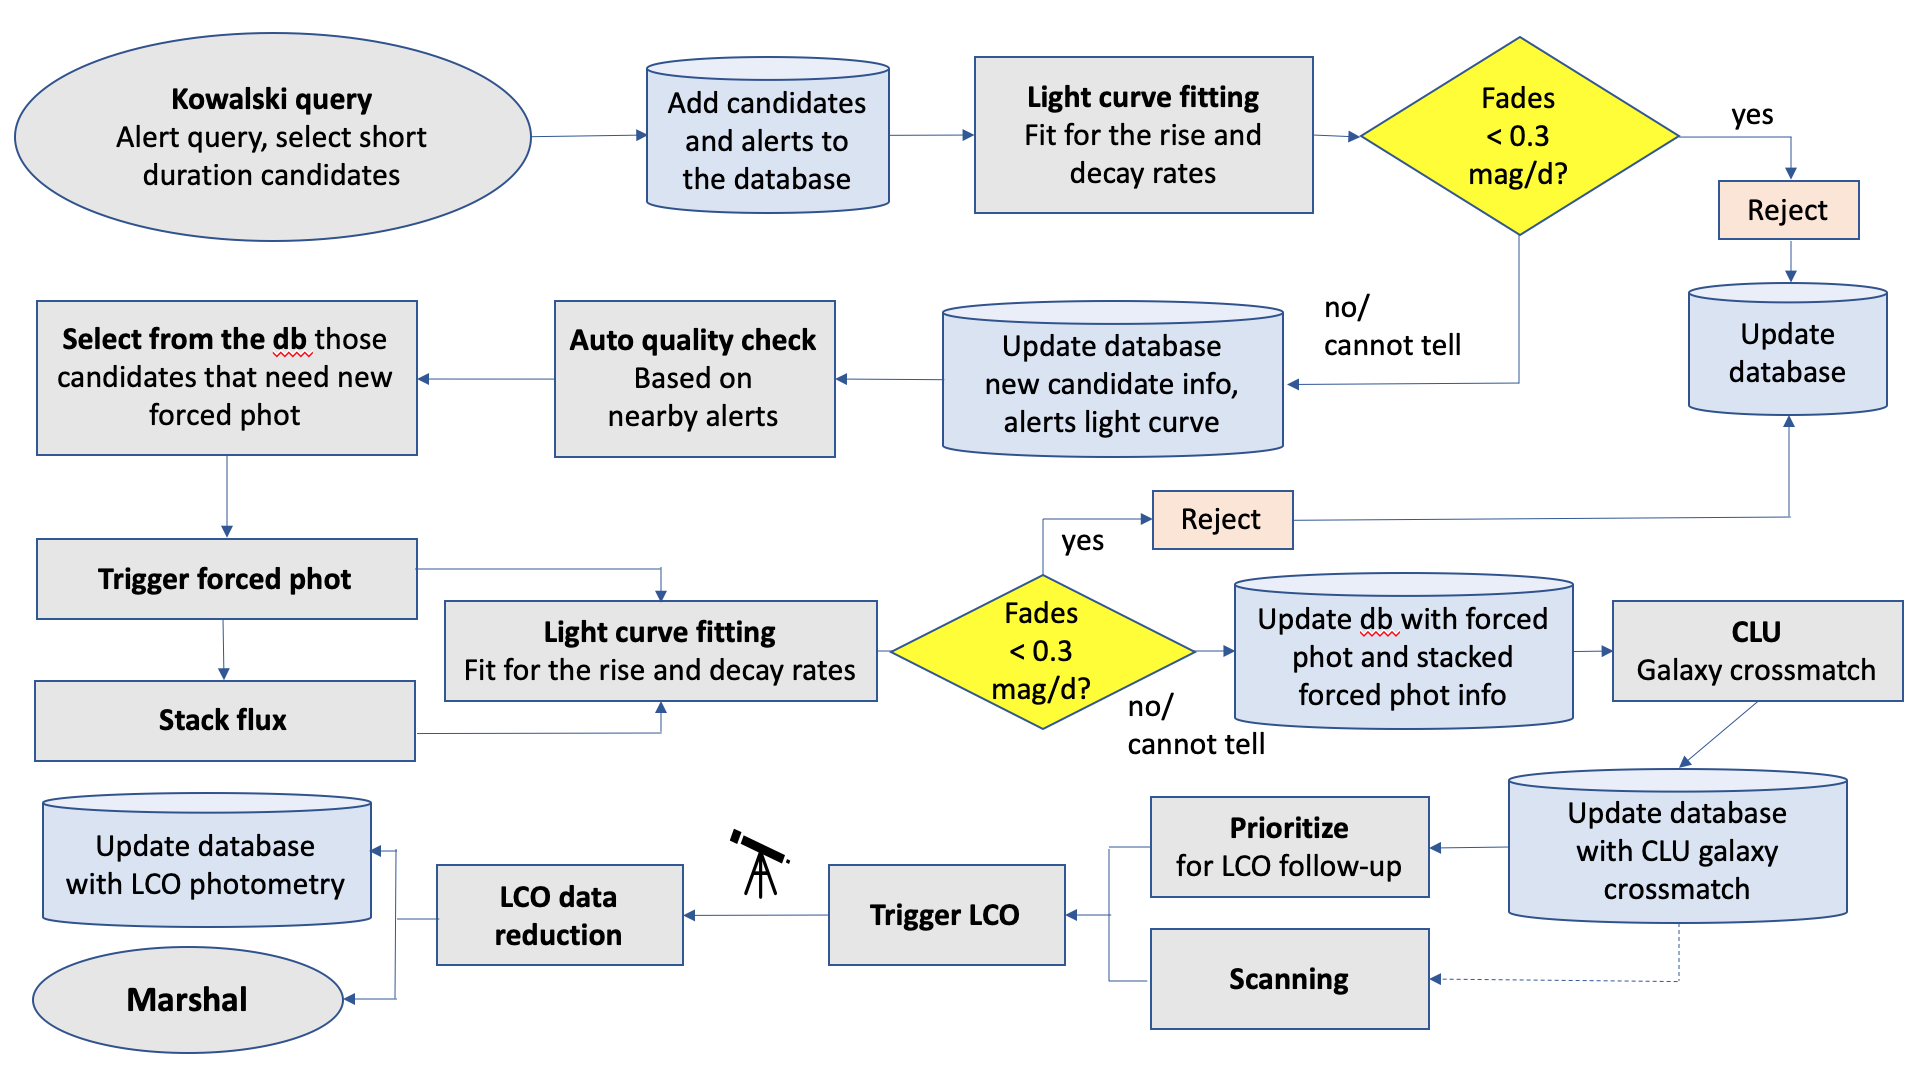 Kowalski query
Alert query, select short
duration candidates
Add candidates
and alerts to
the database
Light curve fitting
Fit for the rise and
decay rates
Fades
< 0.3
mag/d?
yes
Reject
Update
database
no/
cannot tell
Update database
new candidate info,
alerts light curve
Auto quality check
Based on
nearby alerts
Select from the db those
candidates that need new
forced phot
Trigger forced phot
Stack flux
Light curve fitting
Fit for the rise and decay rates
Fades
< 0.3
mag/d?
yes
Reject
no/
cannot tell
Update db with forced
phot and stacked
forced phot info
CLU
Galaxy crossmatch
Update database
with CLU galaxy
crossmatch
Prioritize
for LCO follow-up
Scanning
Trigger LCO
LCO data
reduction
Update database
with LCO photometry
Marshal